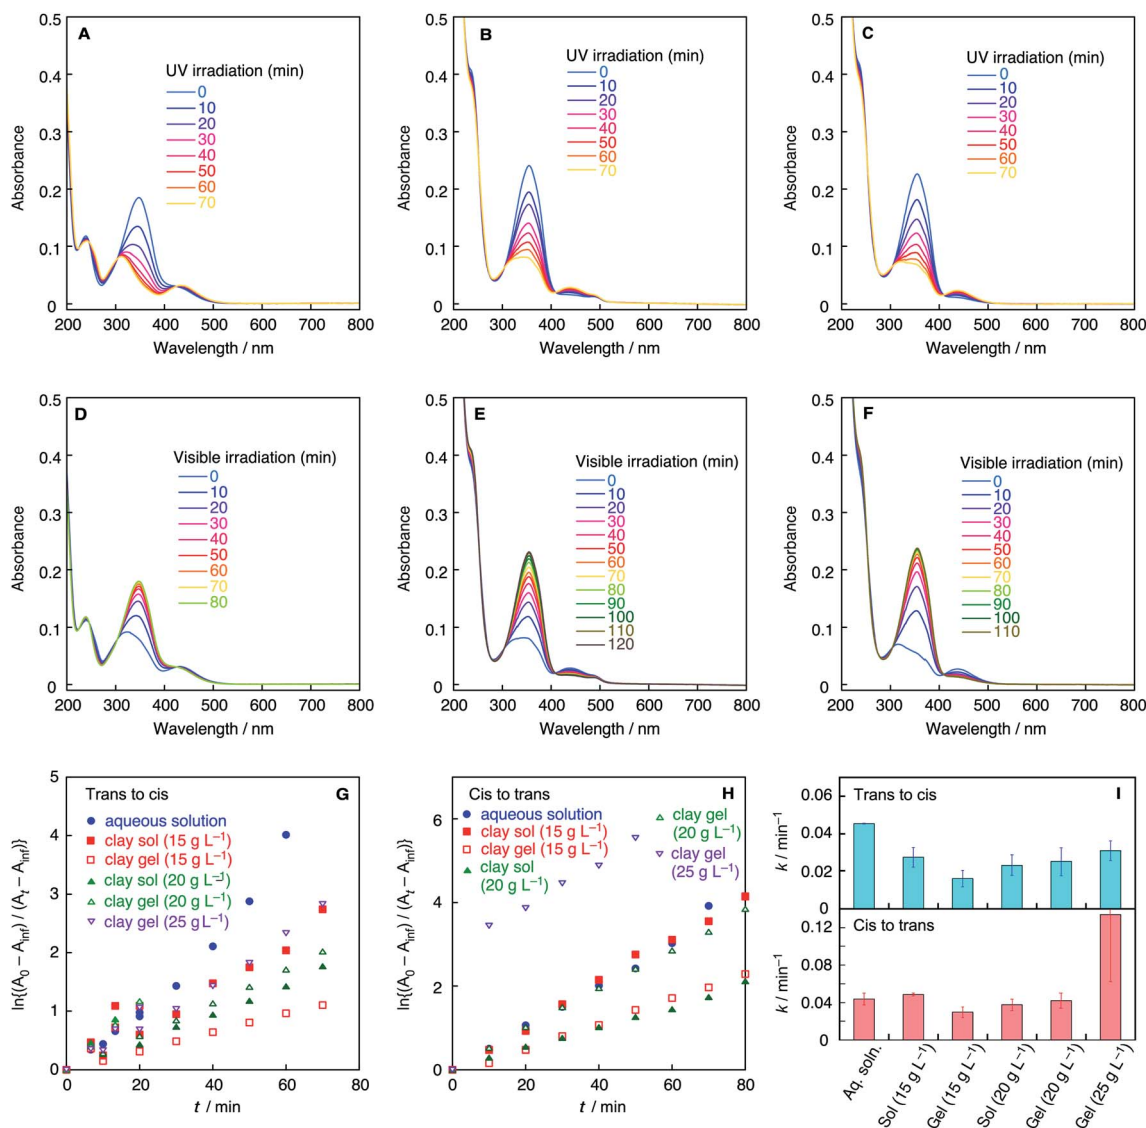 A
UV irradiation (min)
0
10
20
30
40
50
60
70
0.5
0.4
0.3
0.2
0.1
0
Absorbance
200 300 400 500 600 700 800
Wavelength / nm
B
UV irradiation (min)
0
10
20
30
40
50
60
70
0.5
0.4
0.3
0.2
0.1
0
Absorbance
200 300 400 500 600 700 800
Wavelength / nm
C
UV irradiation (min)
0
10
20
30
40
50
60
70
0.5
0.4
0.3
0.2
0.1
0
Absorbance
200 300 400 500 600 700 800
Wavelength / nm
D
Visible irradiation (min)
0
10
20
30
40
50
60
70
80
0.5
0.4
0.3
0.2
0.1
0
Absorbance
200 300 400 500 600 700 800
Wavelength / nm
E
Visible irradiation (min)
0
10
20
30
40
50
60
70
80
90
100
110
120
0.5
0.4
0.3
0.2
0.1
0
Absorbance
200 300 400 500 600 700 800
Wavelength / nm
F
Visible irradiation (min)
0
10
20
30
40
50
60
70
80
90
100
110
0.5
0.4
0.3
0.2
0.1
0
Absorbance
200 300 400 500 600 700 800
Wavelength / nm
Trans to cis
G
aqueous solution
clay sol (15 g L⁻¹)
clay gel (15 g L⁻¹)
clay sol (20 g L⁻¹)
clay gel (20 g L⁻¹)
clay gel (25 g L⁻¹)
5
4
3
2
1
0
ln{(A₀ − A_inf) / (A_t − A_inf)}
0 20 40 60 80
t / min
Cis to trans
H
aqueous solution
clay sol (15 g L⁻¹)
clay gel (15 g L⁻¹)
clay sol
(20 g L⁻¹)
clay gel
(20 g L⁻¹)
clay gel
(25 g L⁻¹)
6
4
2
0
ln{(A₀ − A_inf) / (A_t − A_inf)}
0 20 40 60 80
t / min
Trans to cis
I
0.06
0.04
0.02
0
k / min⁻¹
Cis to trans
0.12
0.08
0.04
0
k / min⁻¹
Aq. soln.
Sol (15 g L⁻¹)
Gel (15 g L⁻¹)
Sol (20 g L⁻¹)
Gel (20 g L⁻¹)
Gel (25 g L⁻¹)